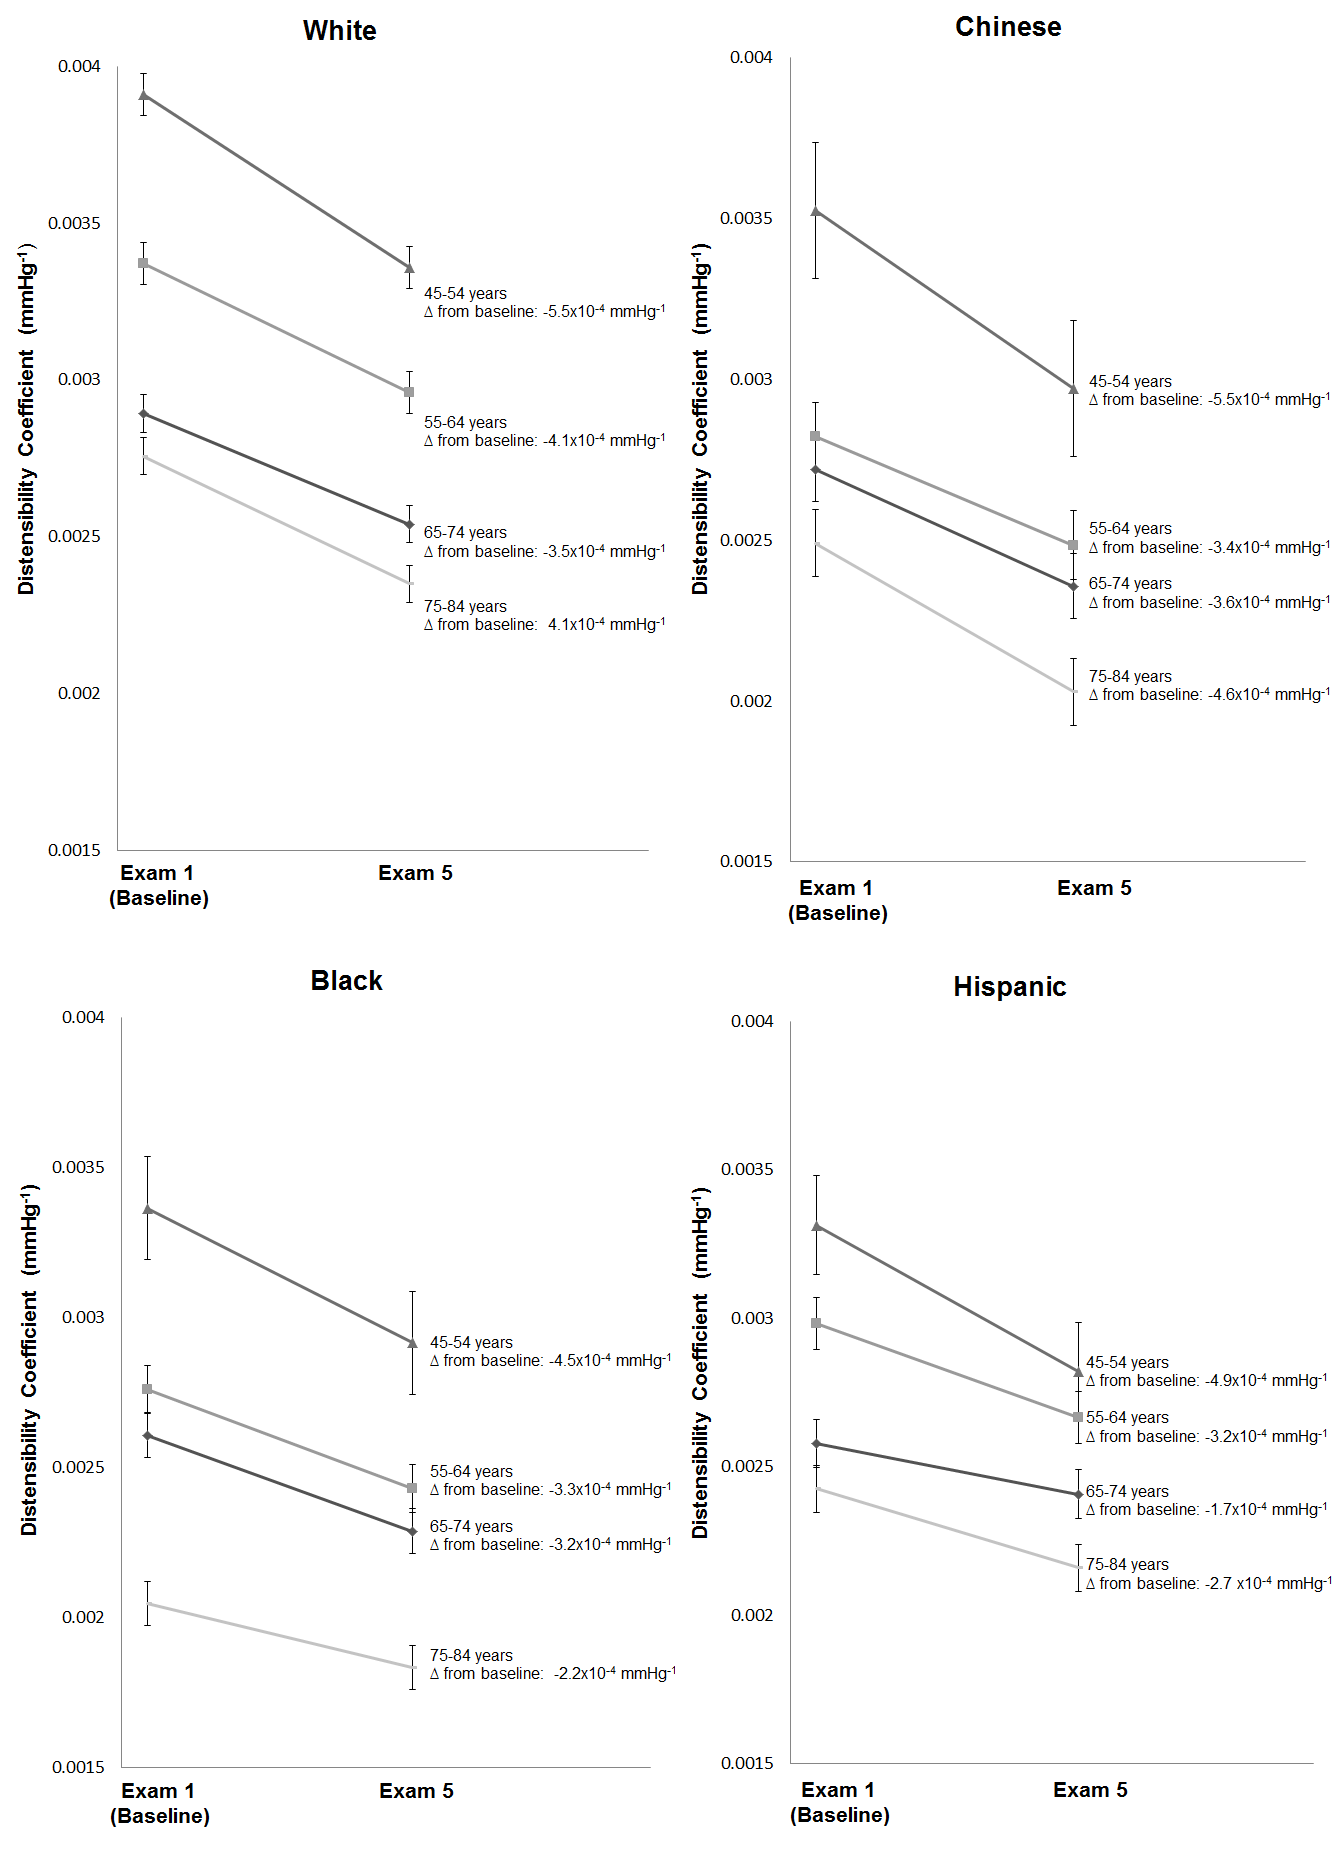 White
0.004
0.0035
0.003
0.0025
0.002
0.0015
Distensibility Coefficient (mmHg⁻¹)
45-54 years
Δ from baseline: -5.5x10⁻⁴ mmHg⁻¹
55-64 years
Δ from baseline: -4.1x10⁻⁴ mmHg⁻¹
65-74 years
Δ from baseline: -3.5x10⁻⁴ mmHg⁻¹
75-84 years
Δ from baseline: 4.1x10⁻⁴ mmHg⁻¹
Exam 1
(Baseline)
Exam 5
Chinese
0.004
0.0035
0.003
0.0025
0.002
0.0015
Distensibility Coefficient (mmHg⁻¹)
45-54 years
Δ from baseline: -5.5x10⁻⁴ mmHg⁻¹
55-64 years
Δ from baseline: -3.4x10⁻⁴ mmHg⁻¹
65-74 years
Δ from baseline: -3.6x10⁻⁴ mmHg⁻¹
75-84 years
Δ from baseline: -4.6x10⁻⁴ mmHg⁻¹
Exam 1
(Baseline)
Exam 5
Black
0.004
0.0035
0.003
0.0025
0.002
0.0015
Distensibility Coefficient (mmHg⁻¹)
45-54 years
Δ from baseline: -4.5x10⁻⁴ mmHg⁻¹
55-64 years
Δ from baseline: -3.3x10⁻⁴ mmHg⁻¹
65-74 years
Δ from baseline: -3.2x10⁻⁴ mmHg⁻¹
75-84 years
Δ from baseline: -2.2x10⁻⁴ mmHg⁻¹
Exam 1
(Baseline)
Exam 5
Hispanic
0.004
0.0035
0.003
0.0025
0.002
0.0015
Distensibility Coefficient (mmHg⁻¹)
45-54 years
Δ from baseline: -4.9x10⁻⁴ mmHg⁻¹
55-64 years
Δ from baseline: -3.2x10⁻⁴ mmHg⁻¹
65-74 years
Δ from baseline: -1.7x10⁻⁴ mmHg⁻¹
75-84 years
Δ from baseline: -2.7 x10⁻⁴ mmHg⁻¹
Exam 1
(Baseline)
Exam 5